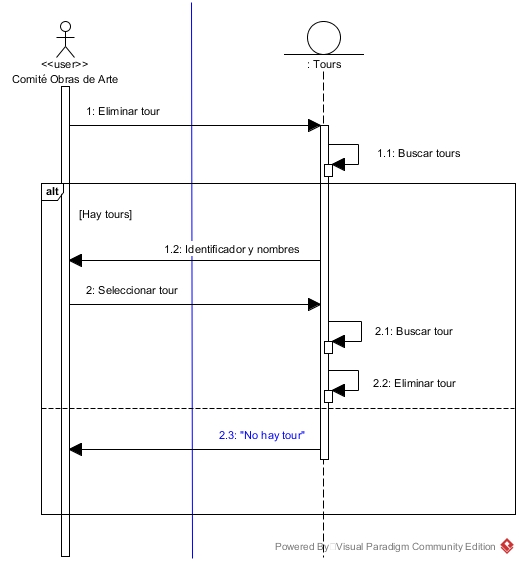 <<user>>
Comité Obras de Arte
: Tours
1: Eliminar tour
1.1: Buscar tours
alt
[Hay tours]
1.2: Identificador y nombres
2: Seleccionar tour
2.1: Buscar tour
2.2: Eliminar tour
2.3: "No hay tour"
Powered By Visual Paradigm Community Edition